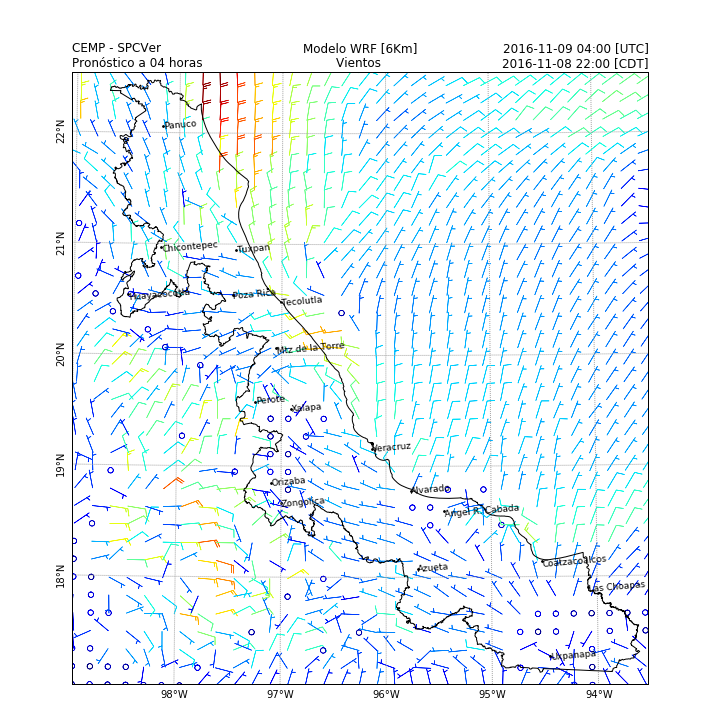 CEMP - SPCVer
Modelo WRF [6Km]
2016-11-09 04:00 [UTC]
Pronóstico a 04 horas
Vientos
2016-11-08 22:00 [CDT]
22°N
Panuco
21°N
Chicontepec
Tuxpan
Huayacocotla
Poza Rica
Tecolutla
20°N
Mtz de la Torre
Perote
Xalapa
19°N
Veracruz
Orizaba
Alvarado
Zongolica
Angel R. Cabada
18°N
Azueta
Coatzacoalcos
Las Choapas
Uxpanapa
98°W
97°W
96°W
95°W
94°W